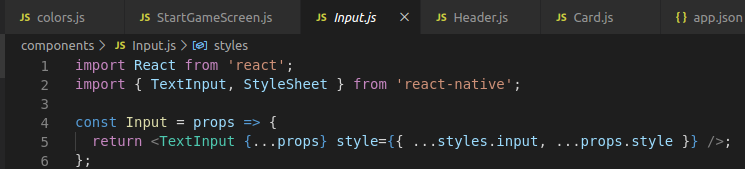 JS colors.js JS StartGameScreen.js JS Input.js × JS Header.js JS Card.js {} app.json
components > JS Input.js > styles
1 import React from 'react';
2 import { TextInput, StyleSheet } from 'react-native';
3
4 const Input = props => {
5 return <TextInput {...props} style={{ ...styles.input, ...props.style }} />;
6 };